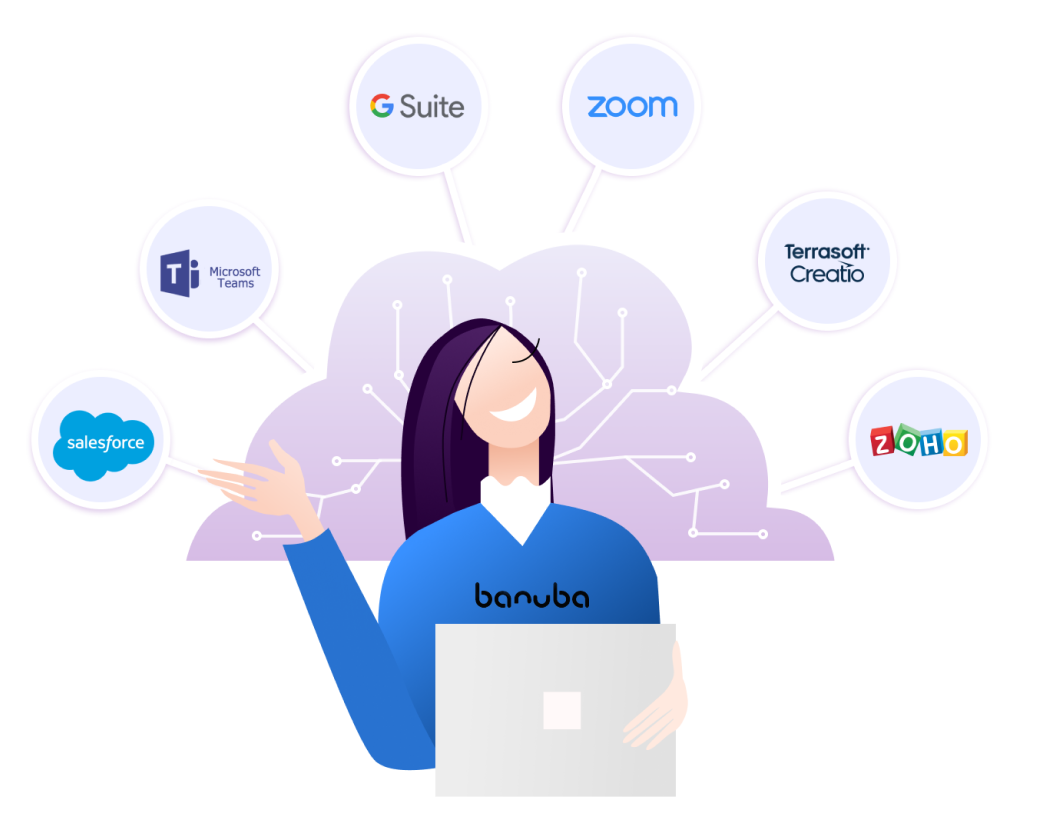 G Suite
zoom
Microsoft
Teams
Terrasoft
Creatio
salesforce
ZOHO
banuba